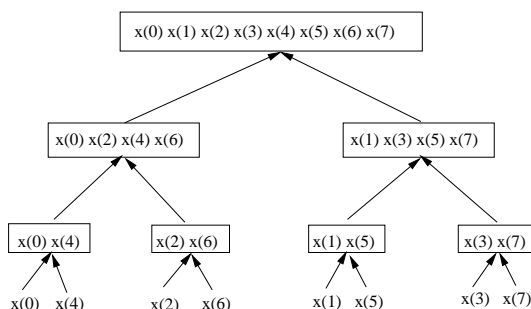 x(0) x(1) x(2) x(3) x(4) x(5) x(6) x(7)
x(0) x(2) x(4) x(6) x(1) x(3) x(5) x(7)
x(0) x(4) x(2) x(6) x(1) x(5) x(3) x(7)
x(0) x(4) x(2) x(6) x(1) x(5) x(3) x(7)